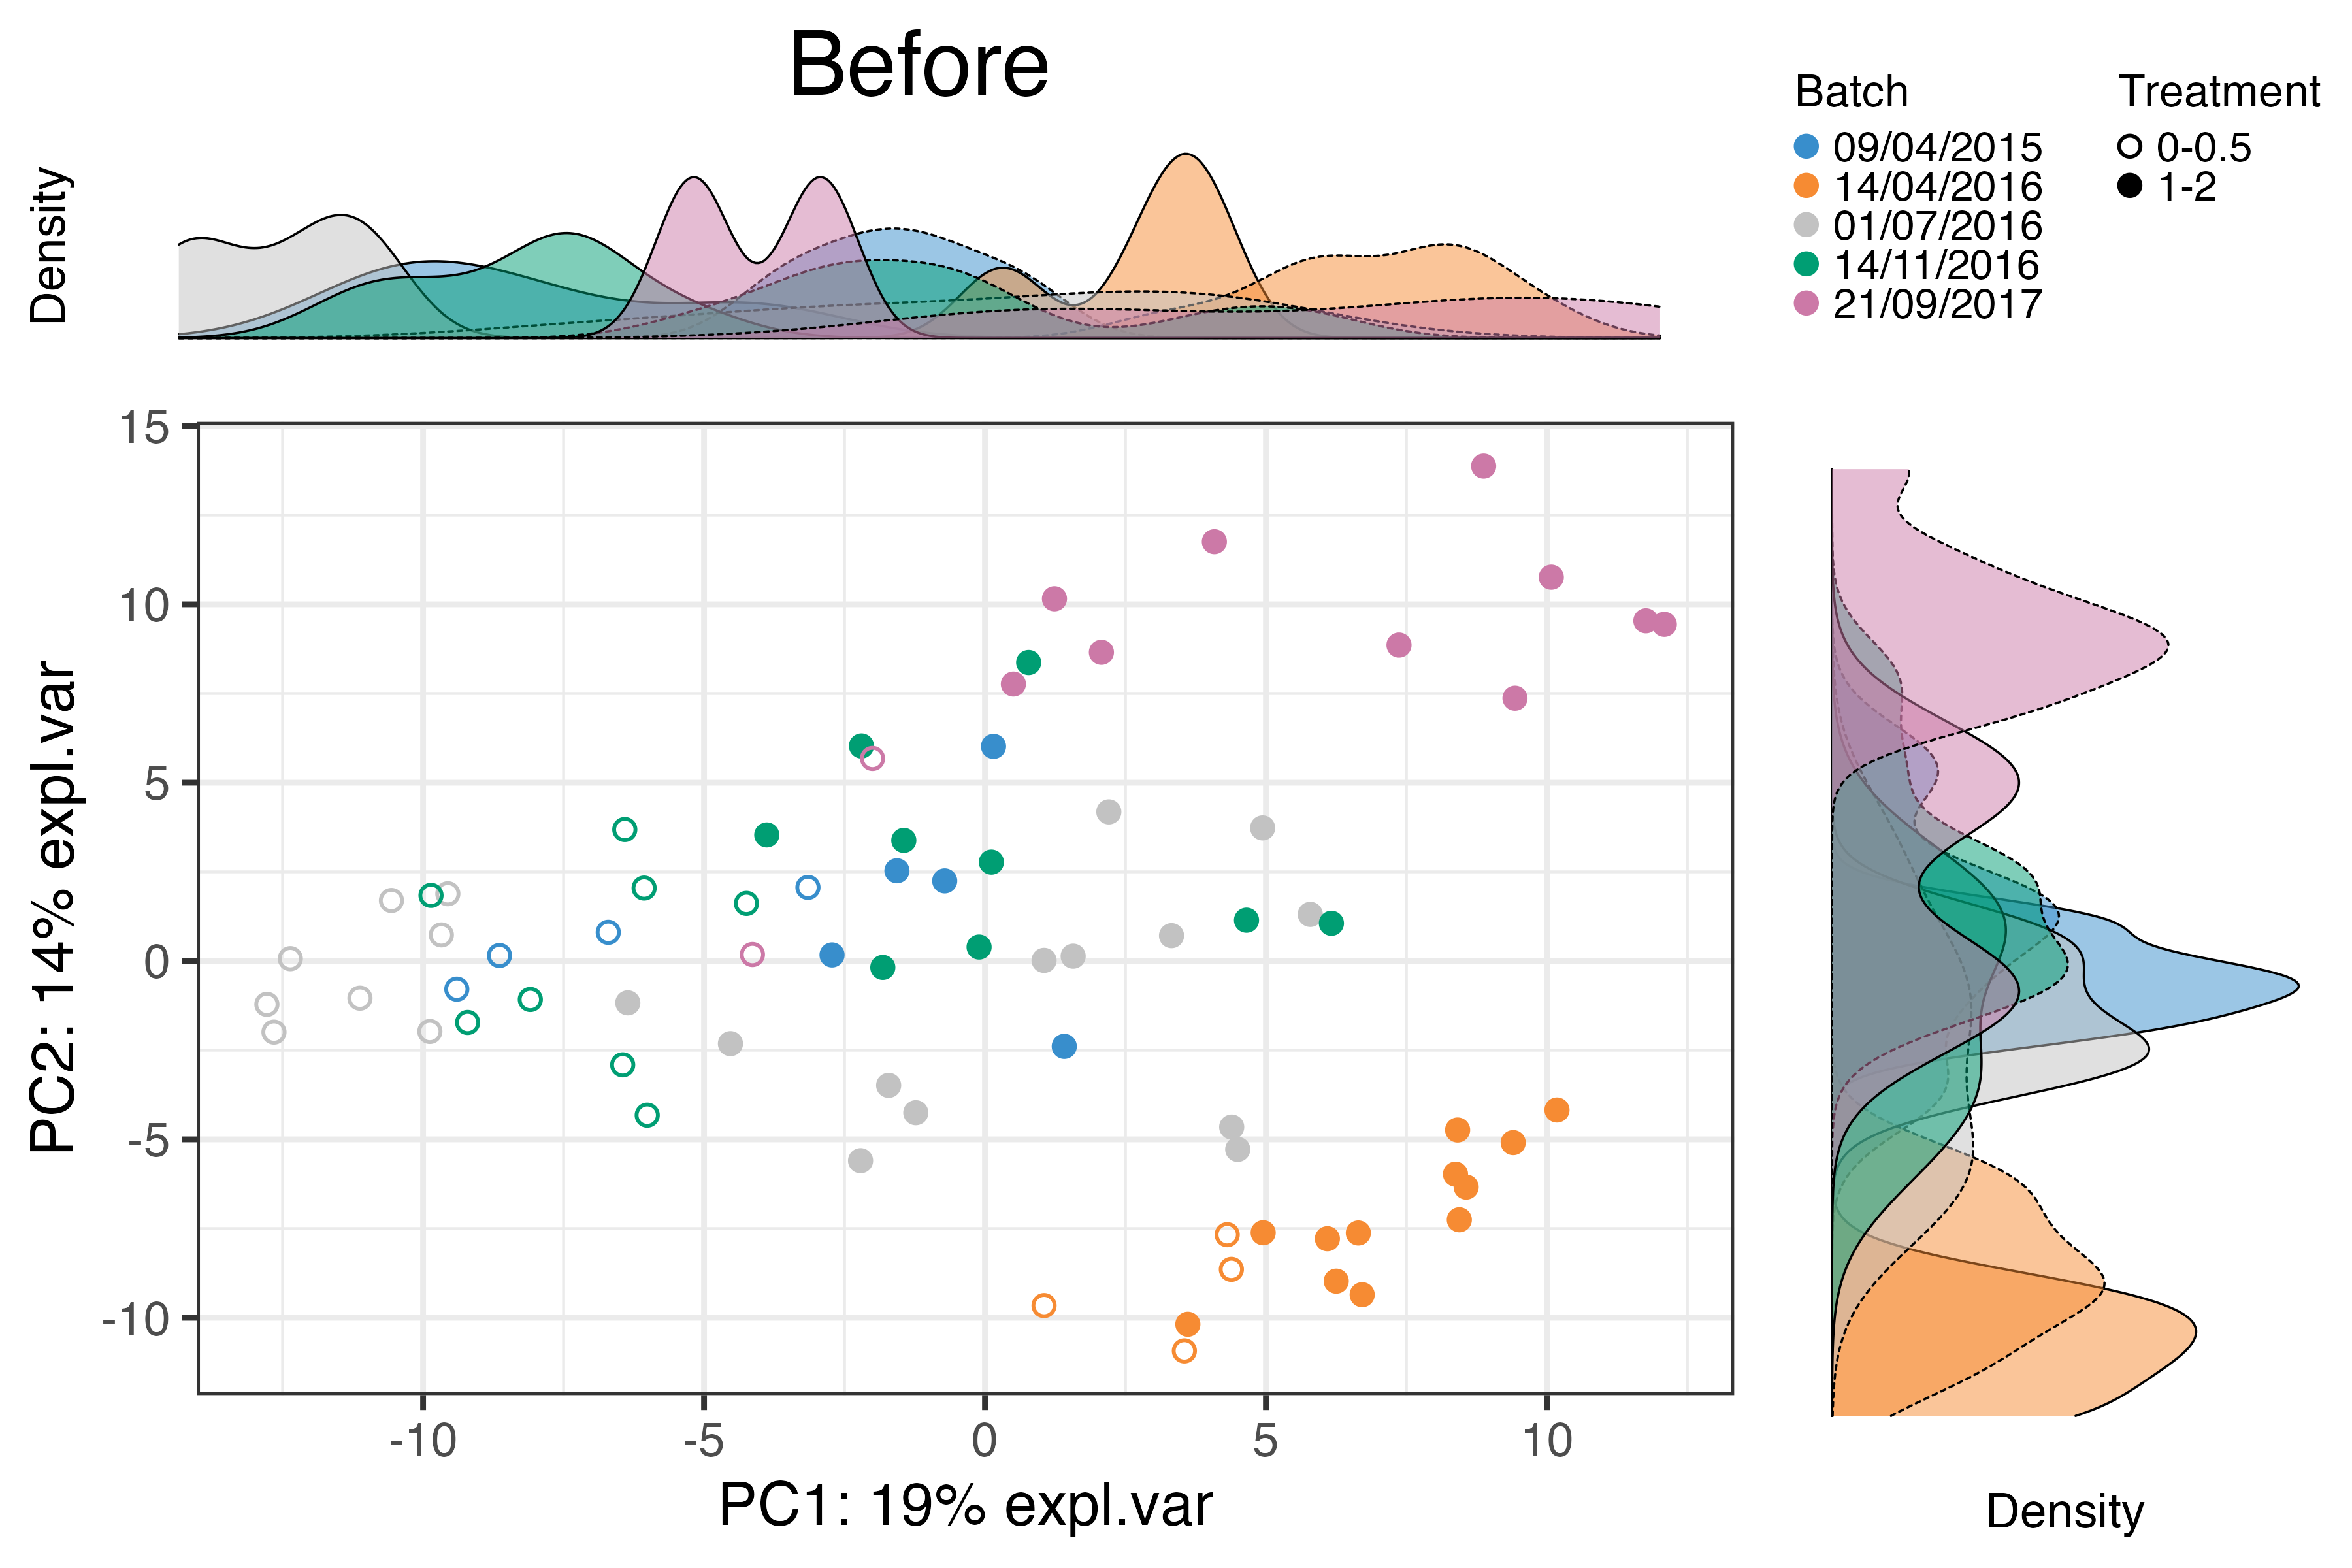 Before
Density
Batch
09/04/2015
14/04/2016
01/07/2016
14/11/2016
21/09/2017
Treatment
0-0.5
1-2
PC2: 14% expl.var
15
10
5
0
-5
-10
-10
-5
0
5
10
PC1: 19% expl.var
Density